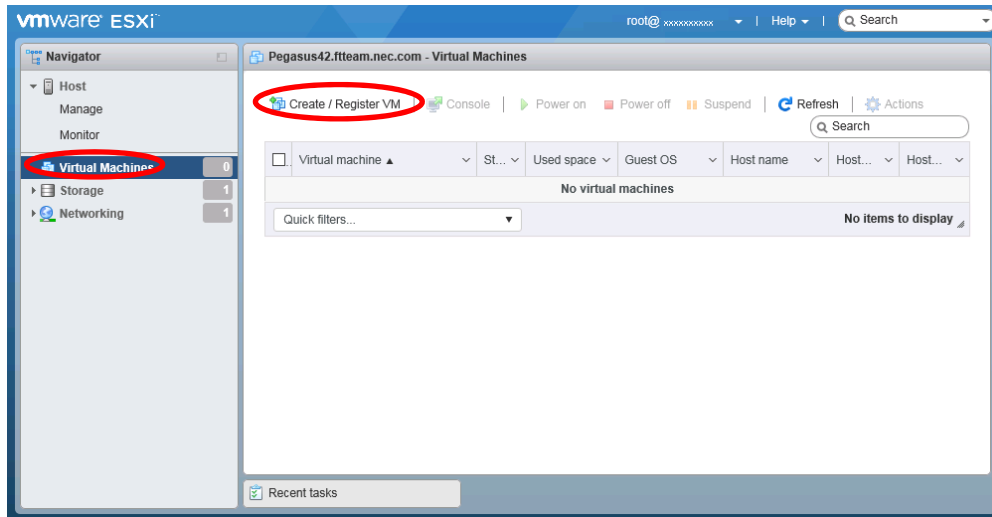 vmware ESXi
root@ xxxxxxxxxx | Help | Search
Navigator
Pegasus42.ftteam.nec.com - Virtual Machines
Host
Manage
Monitor
Virtual Machines 0
Storage 1
Networking 1
Create / Register VM | Console | Power on Power off Suspend | Refresh | Actions
Search
Virtual machine St... Used space Guest OS Host name Host... Host...
No virtual machines
Quick filters... No items to display
Recent tasks